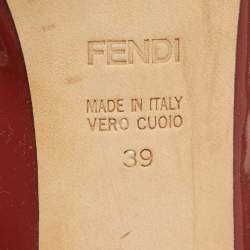 FENDI
MADE IN ITALY
VERO CUOIO
39